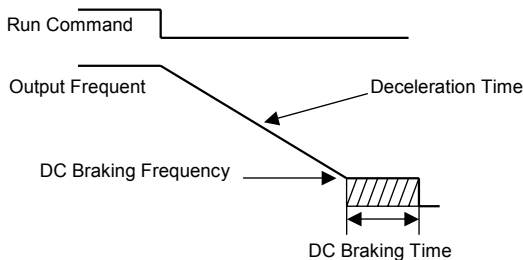 Run Command
Output Frequent
Deceleration Time
DC Braking Frequency
DC Braking Time